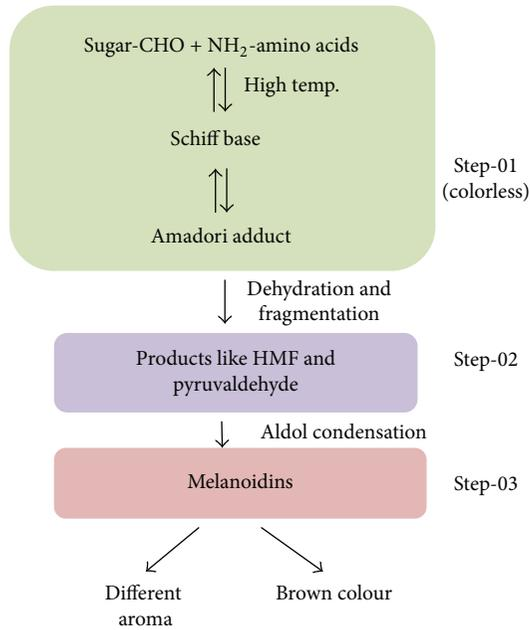 Sugar-CHO + NH₂-amino acids
High temp.
Schiff base
Step-01
(colorless)
Amadori adduct
Dehydration and
fragmentation
Products like HMF and
pyruvaldehyde
Step-02
Aldol condensation
Melanoidins
Step-03
Different
aroma
Brown colour